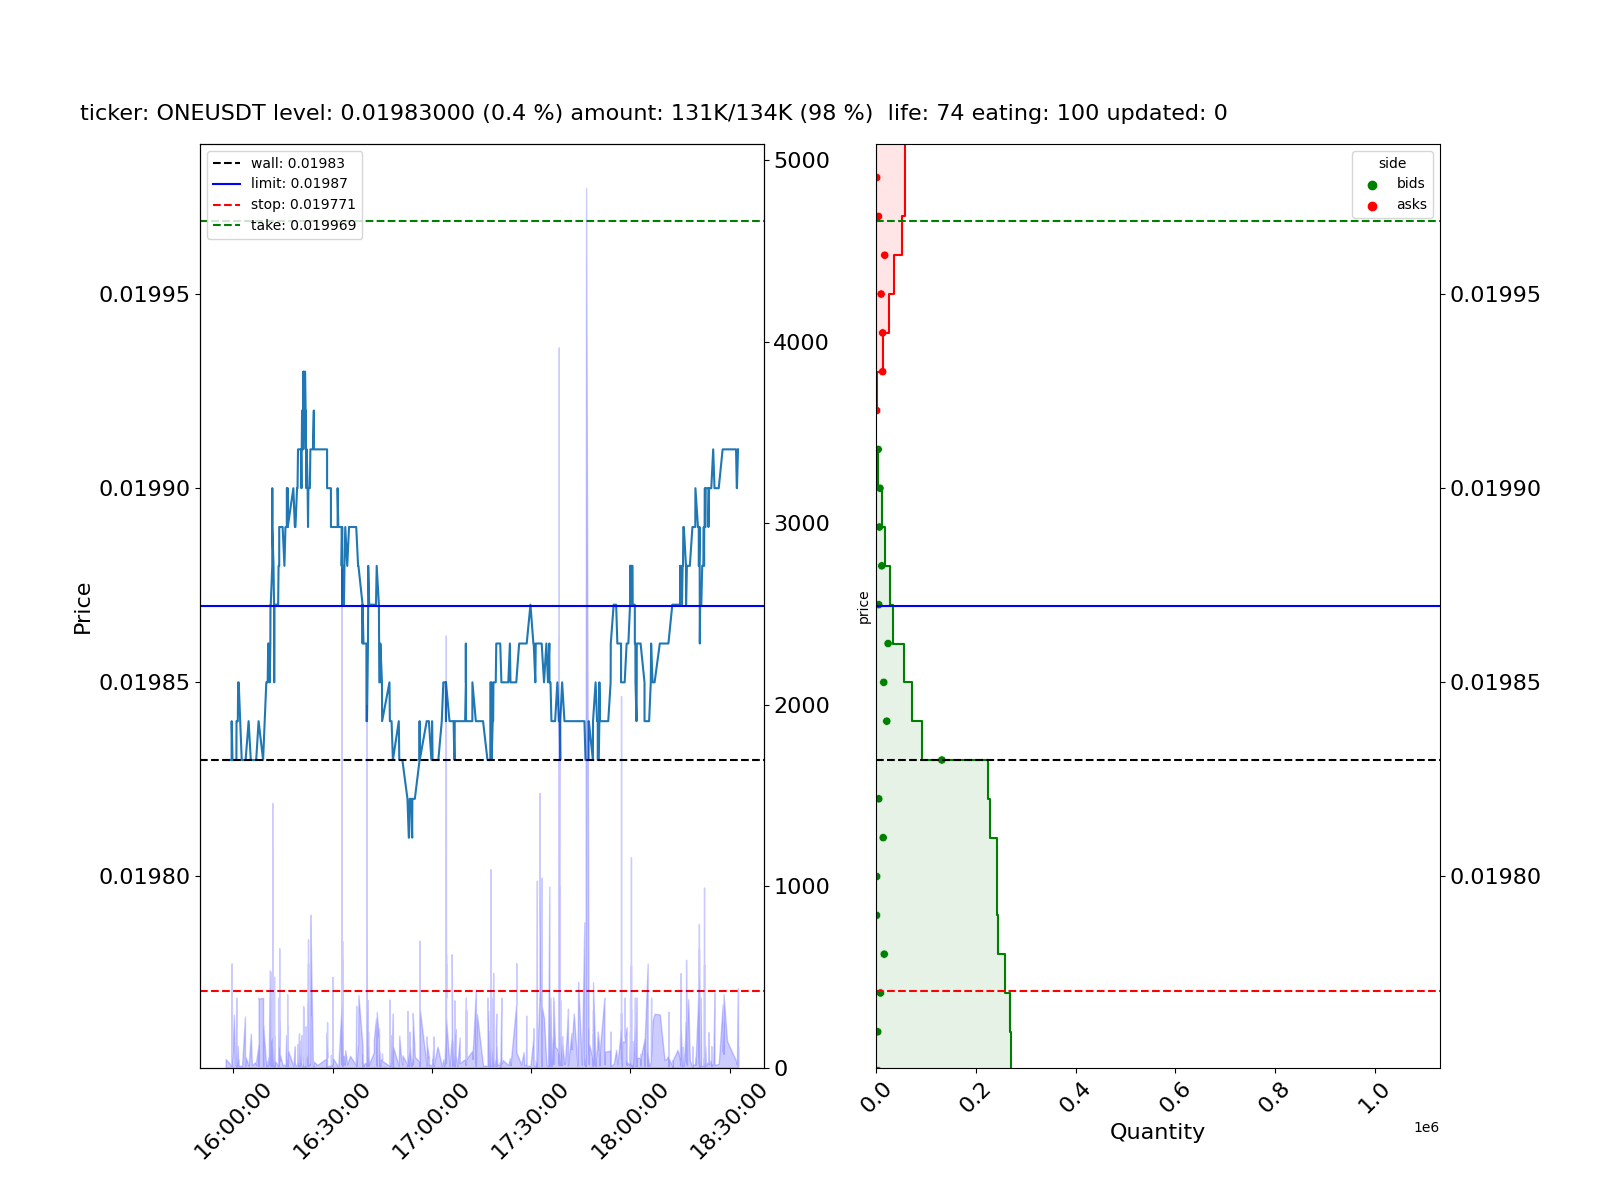 ticker: ONEUSDT level: 0.01983000 (0.4 %) amount: 131K/134K (98 %)  life: 74 eating: 100 updated: 0
wall: 0.01983
limit: 0.01987
stop: 0.019771
take: 0.019969
Price
0.01995
0.01990
0.01985
0.01980
5000
4000
3000
2000
1000
0
16:00:00
16:30:00
17:00:00
17:30:00
18:00:00
18:30:00
side
bids
asks
price
0.01995
0.01990
0.01985
0.01980
0.0
0.2
0.4
0.6
0.8
1.0
1e6
Quantity